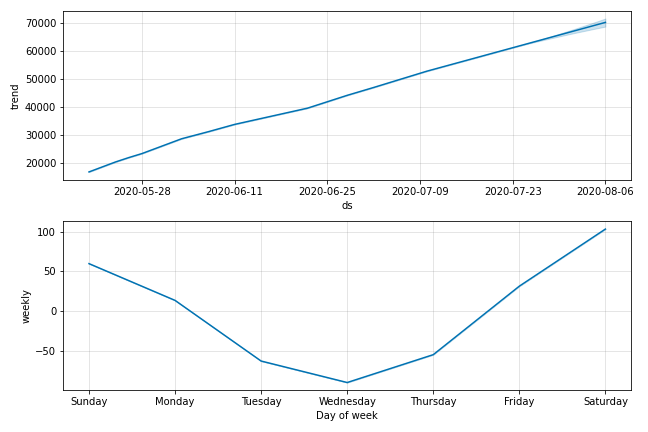 70000
60000
50000
40000
30000
20000
trend
2020-05-28 2020-06-11 2020-06-25 2020-07-09 2020-07-23 2020-08-06
ds
100
50
0
−50
weekly
Sunday Monday Tuesday Wednesday Thursday Friday Saturday
Day of week